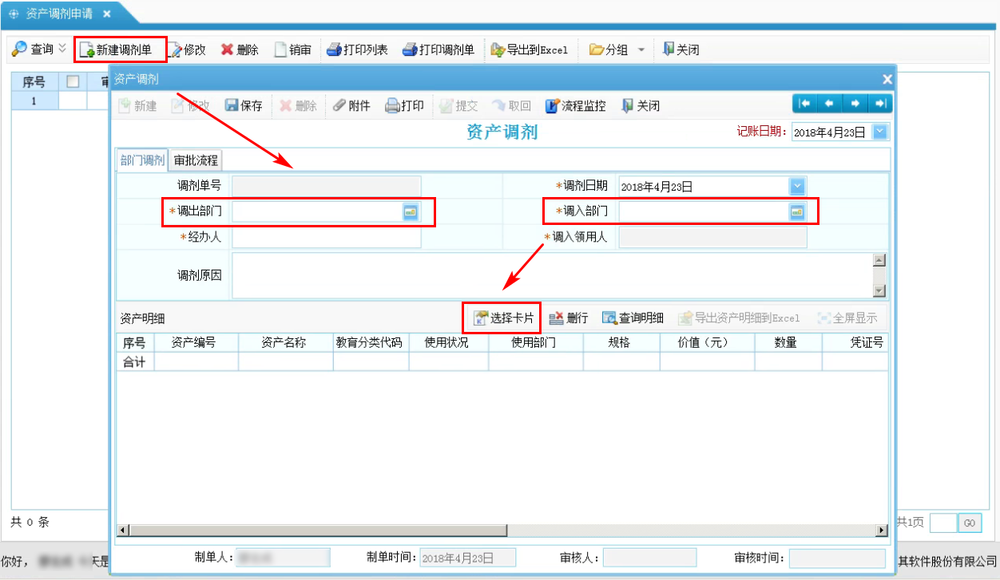 资产调剂申请
查询 新建调剂单 修改 删除 销审 打印列表 打印调剂单 导出到Excel 分组 关闭
序号
1
资产调剂
新建 修改 保存 删除 附件 打印 提交 取回 流程监控 关闭
资产调剂
记账日期: 2018年4月23日
部门调剂 审批流程
调剂单号 *调剂日期 2018年4月23日
*调出部门 *调入部门
*经办人 *调入领用人
调剂原因
资产明细 选择卡片 删行 查询明细 导出资产明细到Excel 全屏显示
序号 资产编号 资产名称 教育分类代码 使用状况 使用部门 规格 价值（元） 数量 凭证号
合计
共 0 条 共1页 GO
制单人: 制单时间: 2018年4月23日 审核人: 审核时间:
你好， 天是 其软件股份有限公司